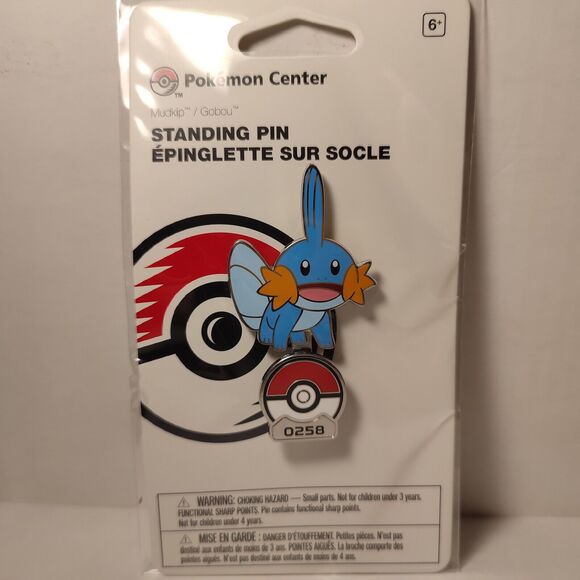 6+
Pokémon Center
Mudkip™ / Gobou™
STANDING PIN
ÉPINGLETTE SUR SOCLE
0258
WARNING: CHOKING HAZARD — Small parts. Not for children under 3 years.
FUNCTIONAL SHARP POINTS. Pin contains functional sharp points.
Not for children under 4 years.
MISE EN GARDE : DANGER D'ÉTOUFFEMENT. Petites pièces. N'est pas
destiné aux enfants de moins de 3 ans. POINTES AIGUËS. La broche comporte des
pointes aiguës fonctionnelles. N'est pas destiné aux enfants de moins de 4 ans.